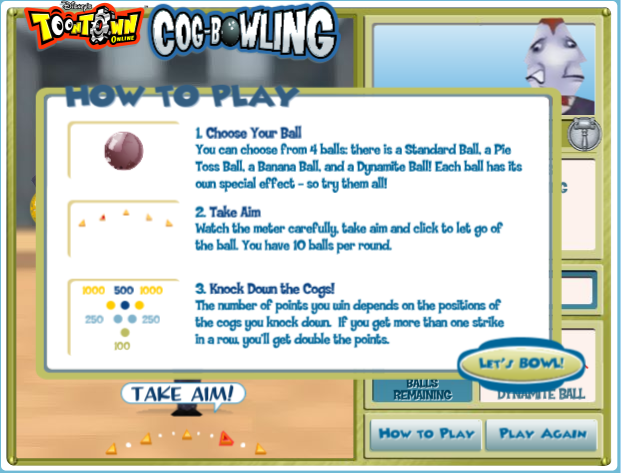 Disney's
TOONTOWN
ONLINE
COG-BOWLING
HOW TO PLAY
1. Choose Your Ball
You can choose from 4 balls: there is a Standard Ball, a Pie
Toss Ball, a Banana Ball, and a Dynamite Ball! Each ball has its
own special effect - so try them all!
2. Take Aim
Watch the meter carefully, take aim and click to let go of
the ball. You have 10 balls per round.
3. Knock Down the Cogs!
The number of points you win depends on the positions of
the cogs you knock down. If you get more than one strike
in a row, you'll get double the points.
1000 500 1000
250 250
100
LET'S BOWL!
TAKE AIM!
BALLS
REMAINING
DYNAMITE BALL
HOW TO PLAY
PLAY AGAIN